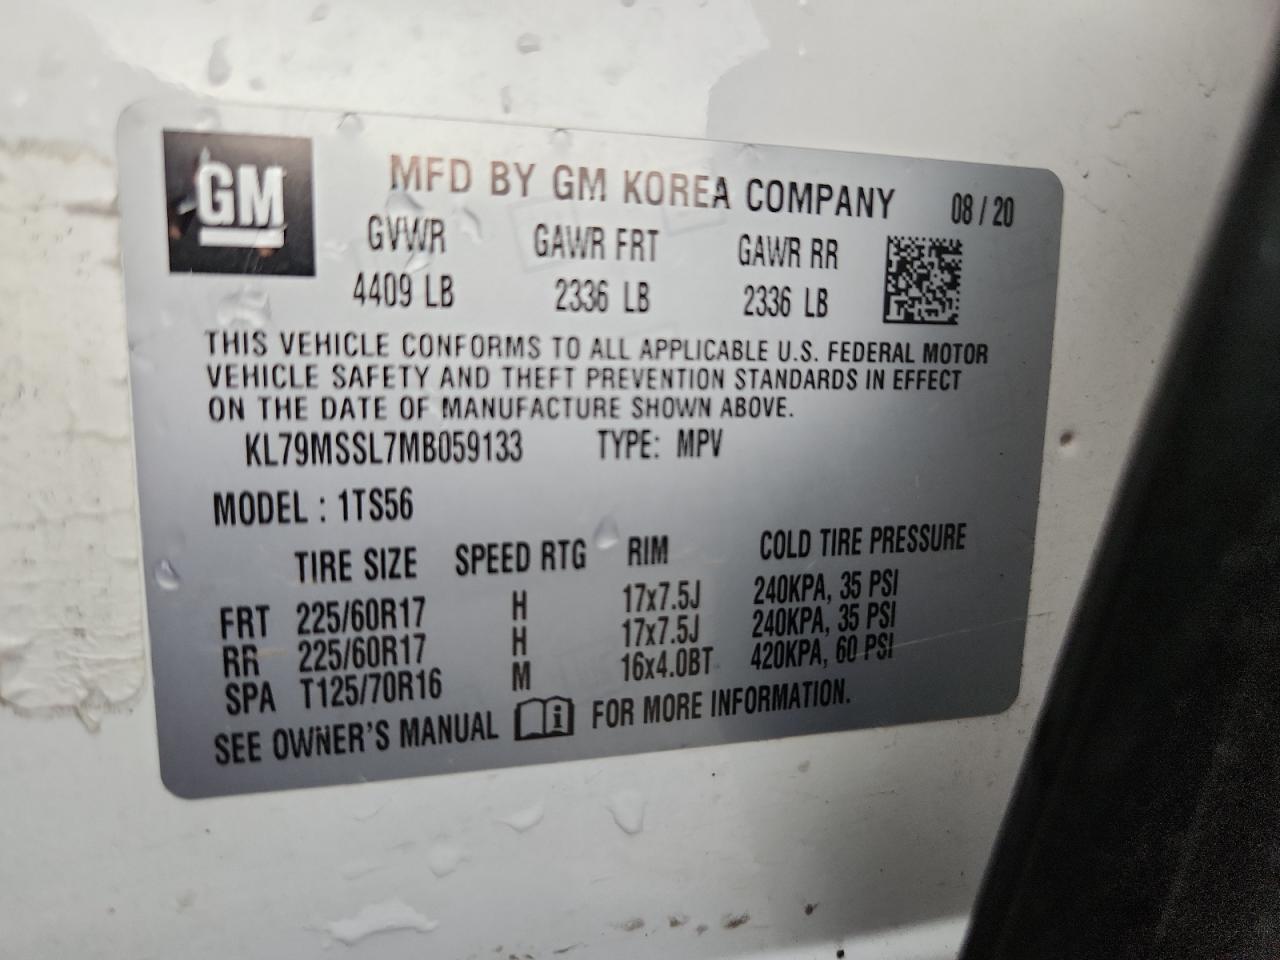 GM
MFD BY GM KOREA COMPANY 08 / 20
GVWR GAWR FRT GAWR RR
4409 LB 2336 LB 2336 LB
THIS VEHICLE CONFORMS TO ALL APPLICABLE U.S. FEDERAL MOTOR
VEHICLE SAFETY AND THEFT PREVENTION STANDARDS IN EFFECT
ON THE DATE OF MANUFACTURE SHOWN ABOVE.
KL79MSSL7MB059133 TYPE: MPV
MODEL : 1TS56
TIRE SIZE SPEED RTG RIM COLD TIRE PRESSURE
FRT 225/60R17 H 17x7.5J 240KPA, 35 PSI
RR 225/60R17 H 17x7.5J 240KPA, 35 PSI
SPA T125/70R16 M 16x4.0BT 420KPA, 60 PSI
SEE OWNER'S MANUAL i FOR MORE INFORMATION.